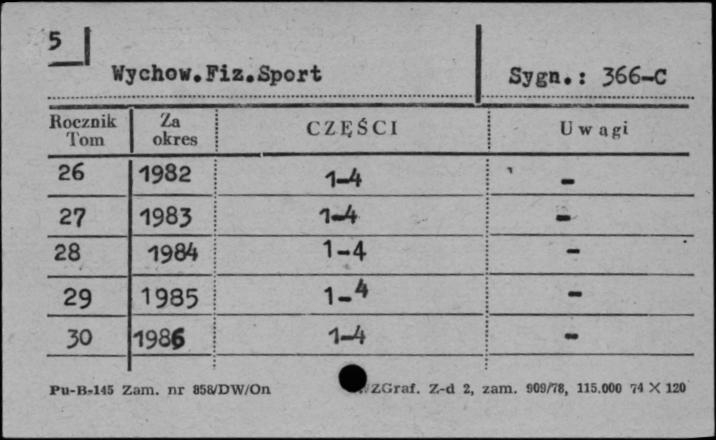 5
Wychow.Fiz.Sport Sygn.: 366-C
Rocznik Tom Za okres CZĘŚCI Uwagi
26 1982 1-4 -
27 1983 1-4 -
28 1984 1-4 -
29 1985 1-4 -
30 1986 1-4 -
Pu-B-145 Zam. nr 858/DW/On ZGraf. Z-d 2, zam. 909/78, 115.000 74 X 120